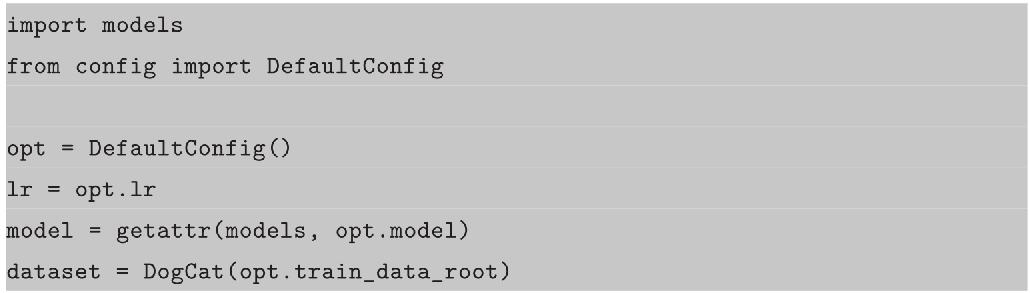 import models
from config import DefaultConfig
opt = DefaultConfig()
lr = opt.lr
model = getattr(models, opt.model)
dataset = DogCat(opt.train_data_root)